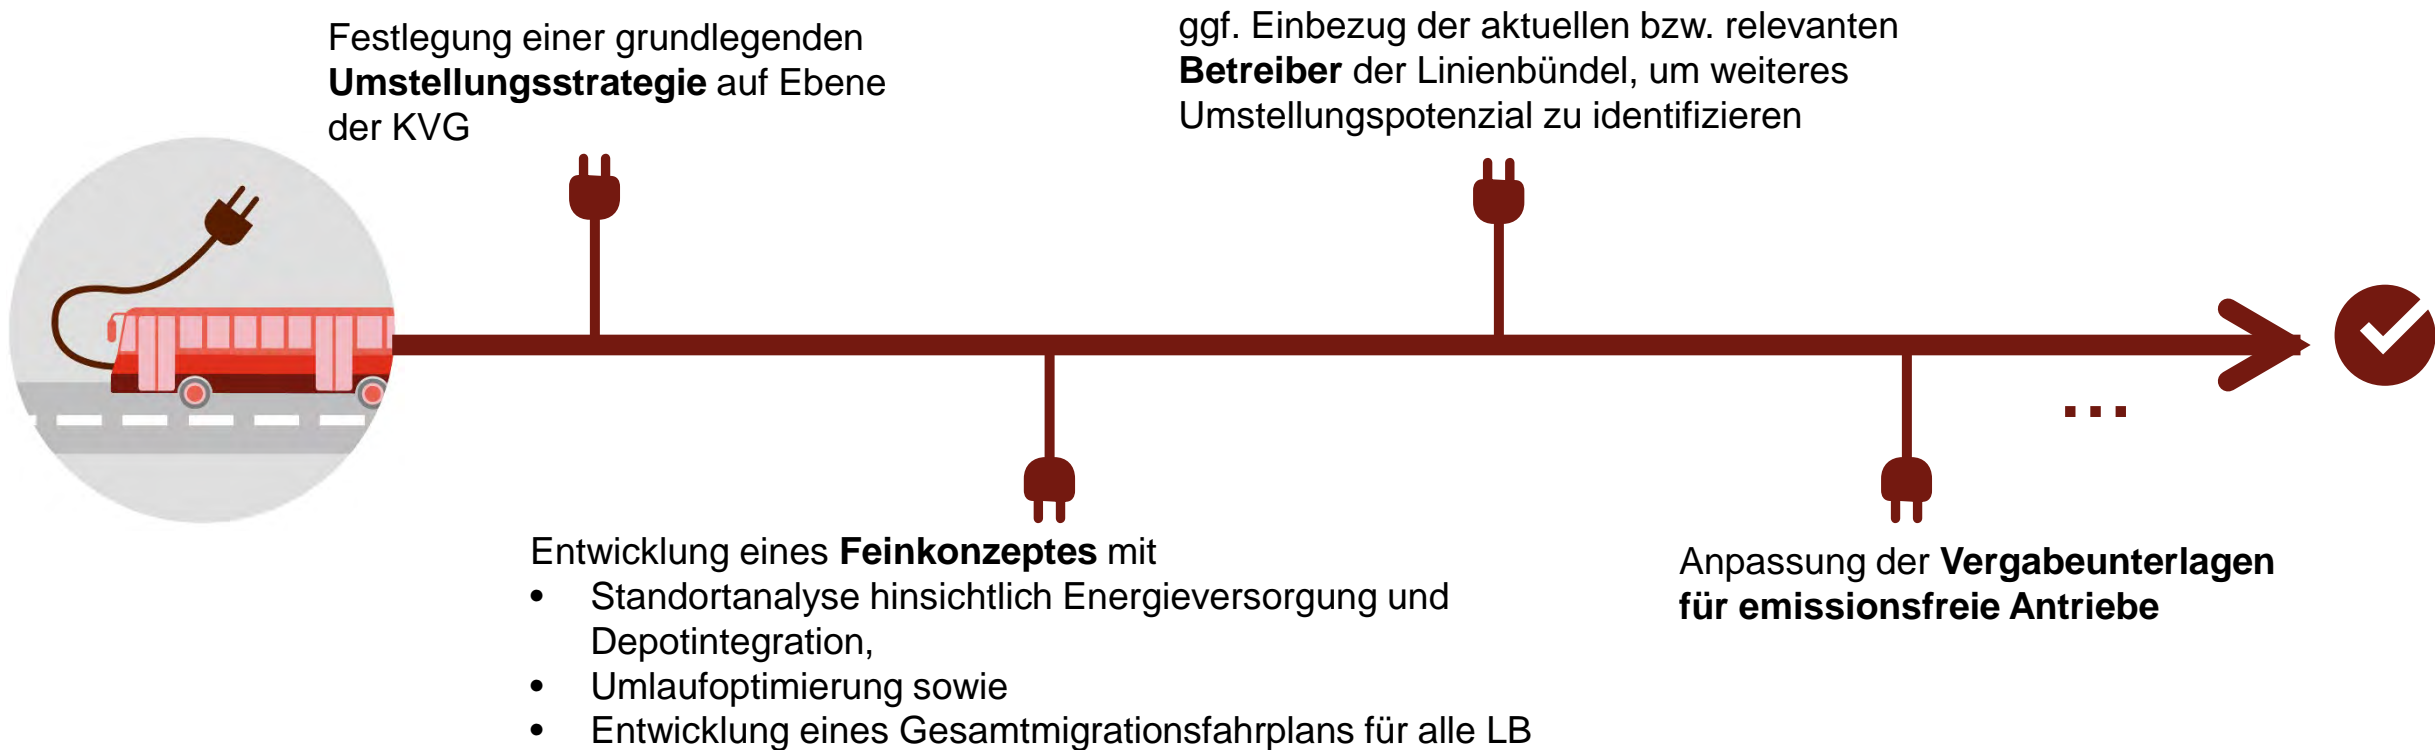 Festlegung einer grundlegenden
Umstellungsstrategie auf Ebene
der KVG
ggf. Einbezug der aktuellen bzw. relevanten
Betreiber der Linienbündel, um weiteres
Umstellungspotenzial zu identifizieren
...
Entwicklung eines Feinkonzeptes mit
• Standortanalyse hinsichtlich Energieversorgung und
Depotintegration,
• Umlaufoptimierung sowie
• Entwicklung eines Gesamtmigrationsfahrplans für alle LB
Anpassung der Vergabeunterlagen
für emissionsfreie Antriebe